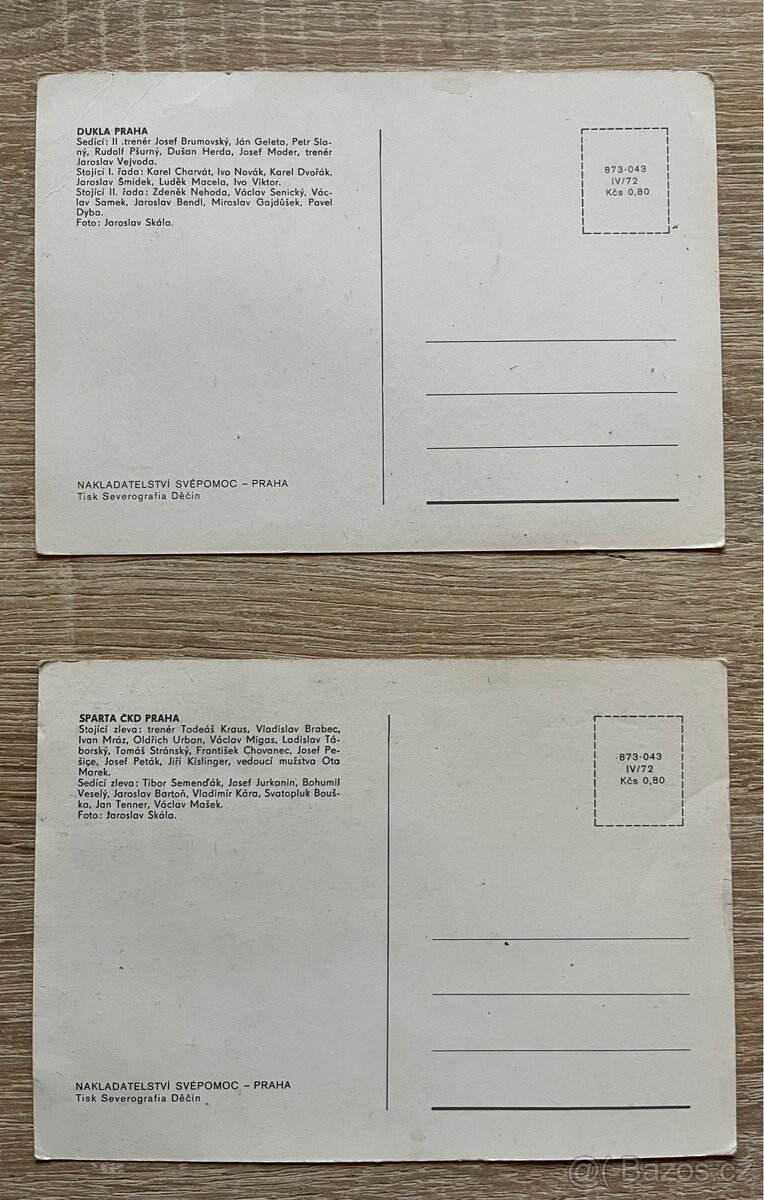 DUKLA PRAHA
Sedící: II .trenér Josef Brumovský, Ján Geleta, Petr Sla-
ný, Rudolf Pšurný, Dušan Herda, Josef Moder, trenér
Jaroslav Vejvoda.
Stojící I. řada: Karel Charvát, Ivo Novák, Karel Dvořák,
Jaroslav Šmídek, Luděk Macela, Ivo Viktor.
Stojící II. řada: Zdeněk Nehoda, Václav Senický, Vác-
lav Samek, Jaroslav Bendl, Miroslav Gajdůšek, Pavel
Dyba.
Foto: Jaroslav Skála.
873-043
IV/72
Kčs 0,80
NAKLADATELSTVÍ SVÉPOMOC – PRAHA
Tisk Severografia Děčín
SPARTA ČKD PRAHA
Stojící zleva: trenér Tadeáš Kraus, Vladislav Brabec,
Ivan Mráz, Oldřich Urban, Václav Migas, Ladislav Tá-
borský, Tomáš Stránský, František Chovanec, Josef Pe-
šice, Josef Peták, Jiří Kislinger, vedoucí mužstva Ota
Marek.
Sedící zleva: Tibor Semenďák, Josef Jurkanin, Bohumil
Veselý, Jaroslav Bartoň, Vladimír Kára, Svatopluk Bouš-
ka, Jan Tenner, Václav Mašek.
Foto: Jaroslav Skála.
873-043
IV/72
Kčs 0,80
NAKLADATELSTVÍ SVÉPOMOC – PRAHA
Tisk Severografia Děčín
Bazos.cz